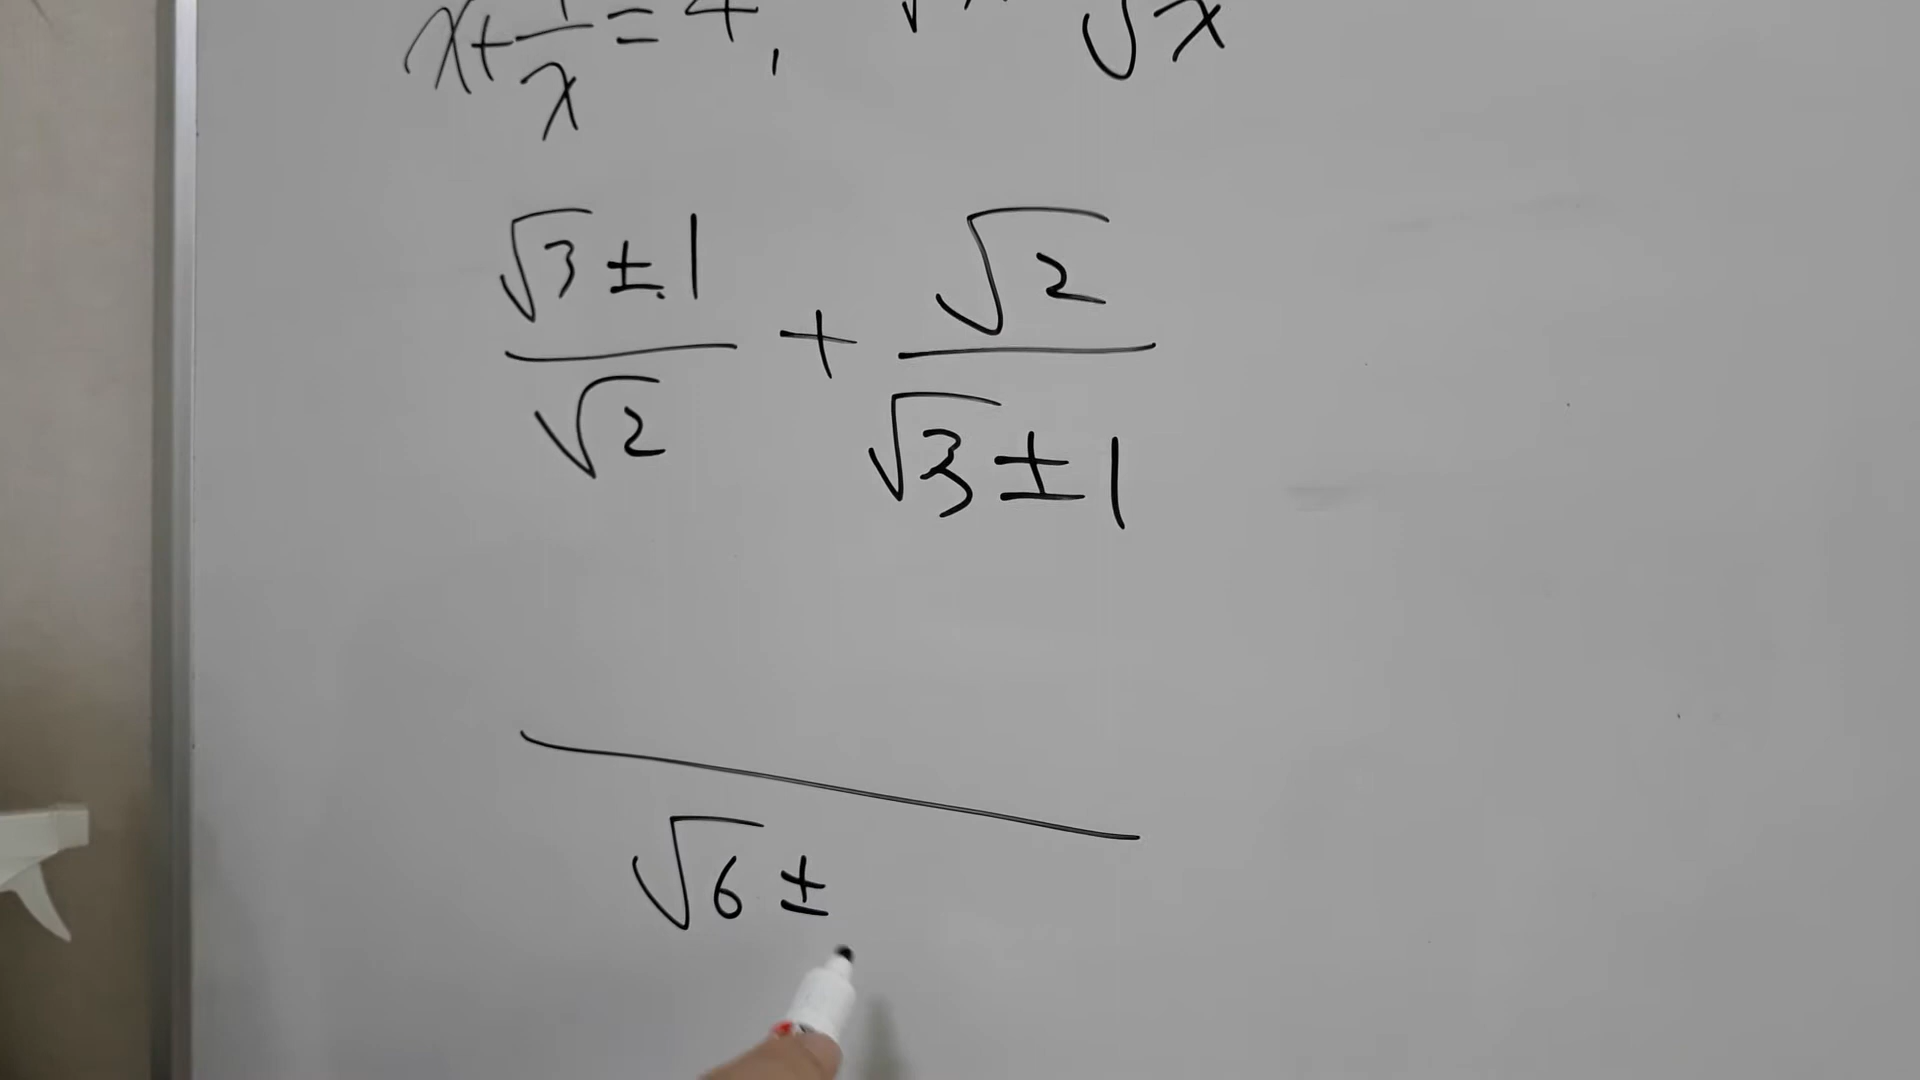 x+1/x=4, √x √x
(√3±1)/√2 + √2/(√3±1)
√6±